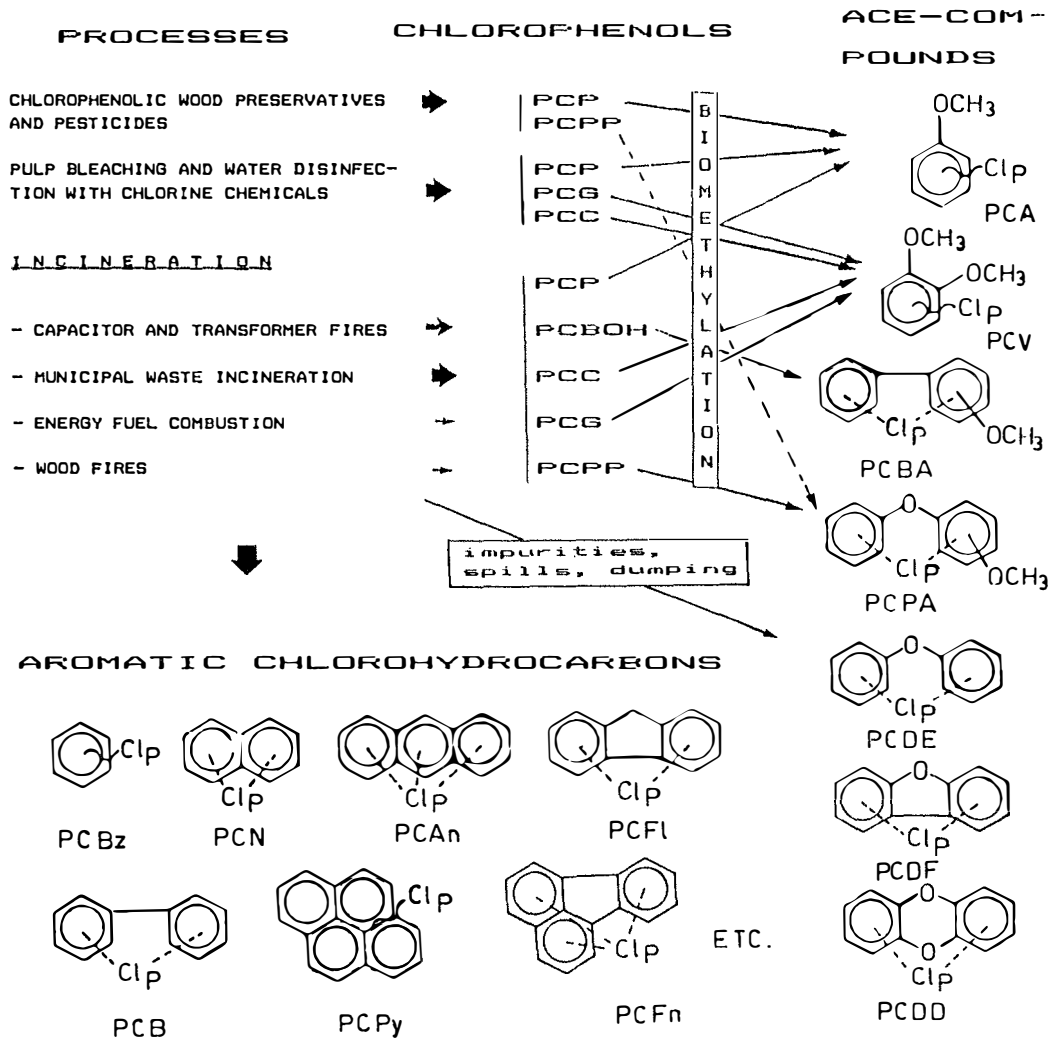 PROCESSES
CHLOROPHENOLS
ACE-COM-
POUNDS
CHLOROPHENOLIC WOOD PRESERVATIVES
AND PESTICIDES
PULP BLEACHING AND WATER DISINFEC-
TION WITH CHLORINE CHEMICALS
INCINERATION
- CAPACITOR AND TRANSFORMER FIRES
- MUNICIPAL WASTE INCINERATION
- ENERGY FUEL COMBUSTION
- WOOD FIRES
PCP
PCPP
PCP
PCG
PCC
PCP
PCBOH
PCC
PCG
PCPP
BIOMETHYLATION
impurities,
spills, dumping
OCH3
Clp
PCA
OCH3
OCH3
Clp
PCV
Clp
OCH3
PCBA
O
Clp
OCH3
PCPA
O
Clp
PCDE
O
Clp
PCDF
O
O
Clp
PCDD
AROMATIC CHLOROHYDROCARBONS
Clp
PCBz
Clp
PCN
Clp
PCAn
Clp
PCFl
Clp
PCB
Clp
PCPy
Clp
PCFn
ETC.